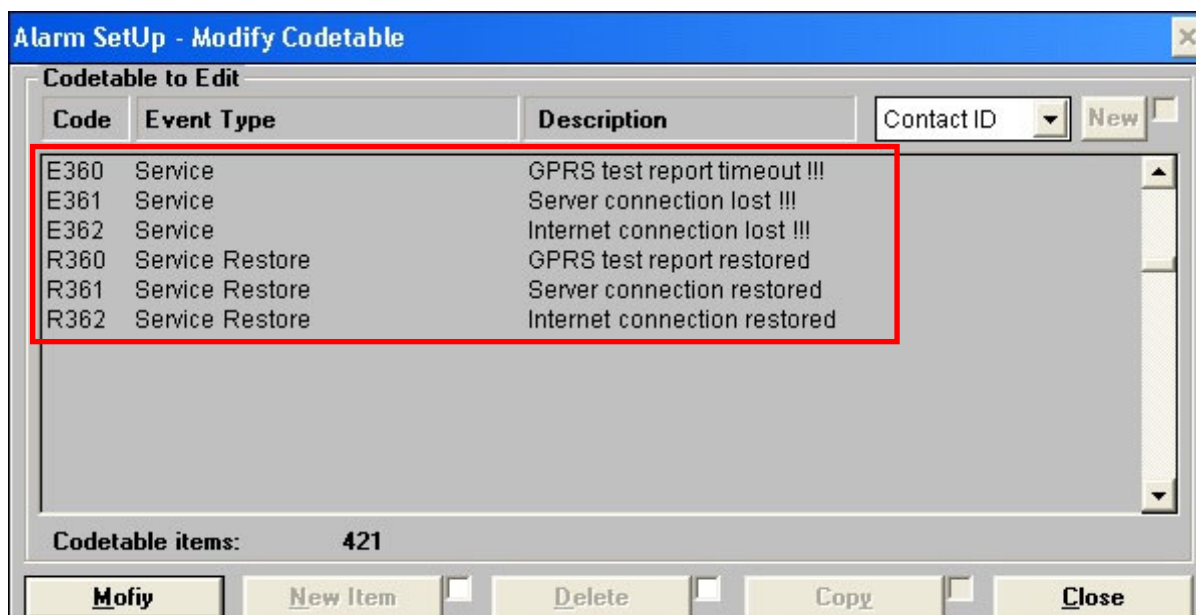 Alarm SetUp - Modify Codetable
Codetable to Edit
Code Event Type Description Contact ID New
E360 Service GPRS test report timeout !!!
E361 Service Server connection lost !!!
E362 Service Internet connection lost !!!
R360 Service Restore GPRS test report restored
R361 Service Restore Server connection restored
R362 Service Restore Internet connection restored
Codetable items: 421
Mofiy New Item Delete Copy Close